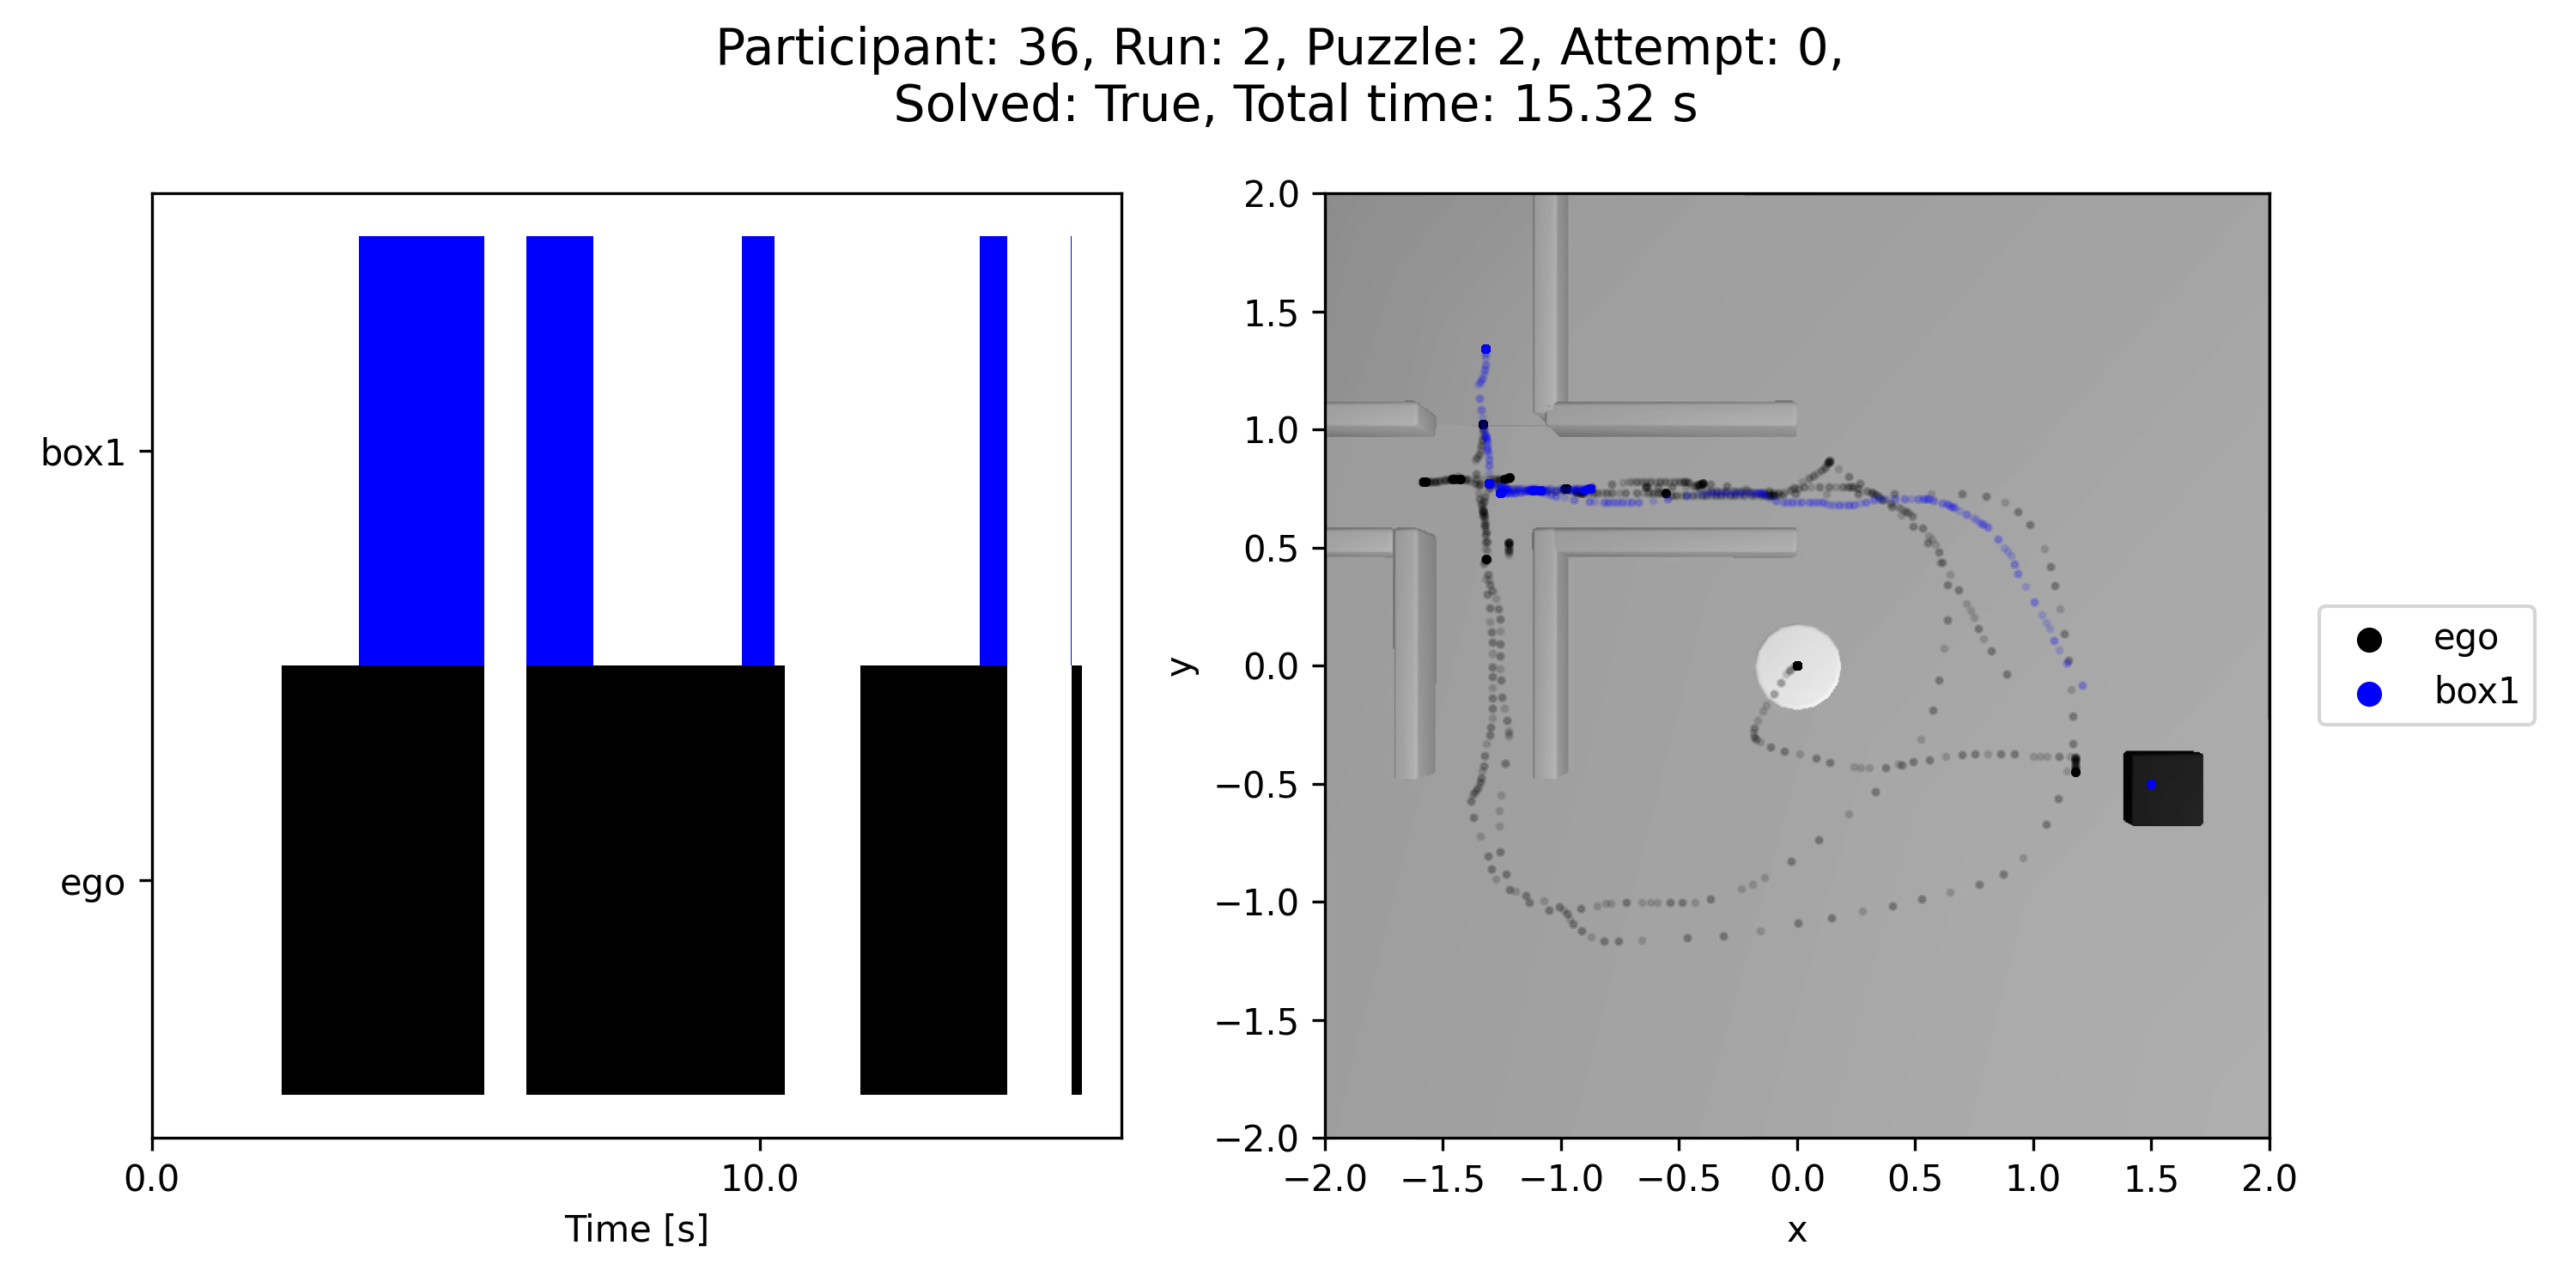 Participant: 36, Run: 2, Puzzle: 2, Attempt: 0,
Solved: True, Total time: 15.32 s
box1
ego
0.0
10.0
Time [s]
2.0
1.5
1.0
0.5
0.0
−0.5
−1.0
−1.5
−2.0
y
−2.0 −1.5 −1.0 −0.5 0.0 0.5 1.0 1.5 2.0
x
ego
box1